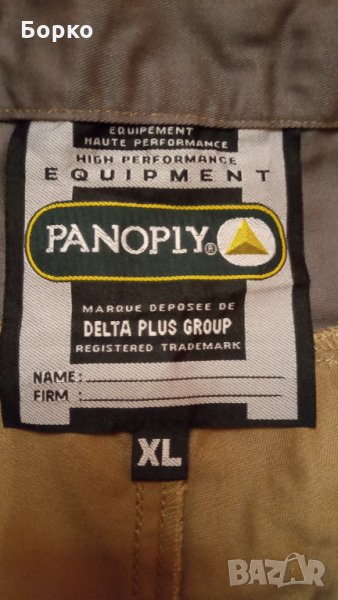 Борко
EQUIPEMENT
HAUTE PERFORMANCE
HIGH PERFORMANCE
EQUIPMENT
PANOPLY®
MARQUE DEPOSEE DE
DELTA PLUS GROUP
REGISTERED TRADEMARK
NAME:
FIRM :
XL
BAZAR